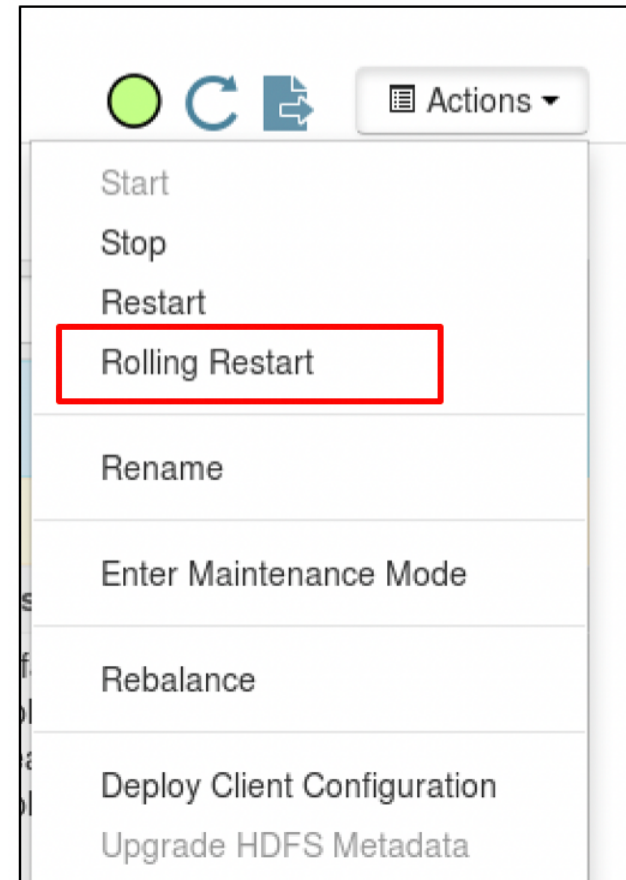 Actions
Start
Stop
Restart
Rolling Restart
Rename
Enter Maintenance Mode
Rebalance
Deploy Client Configuration
Upgrade HDFS Metadata